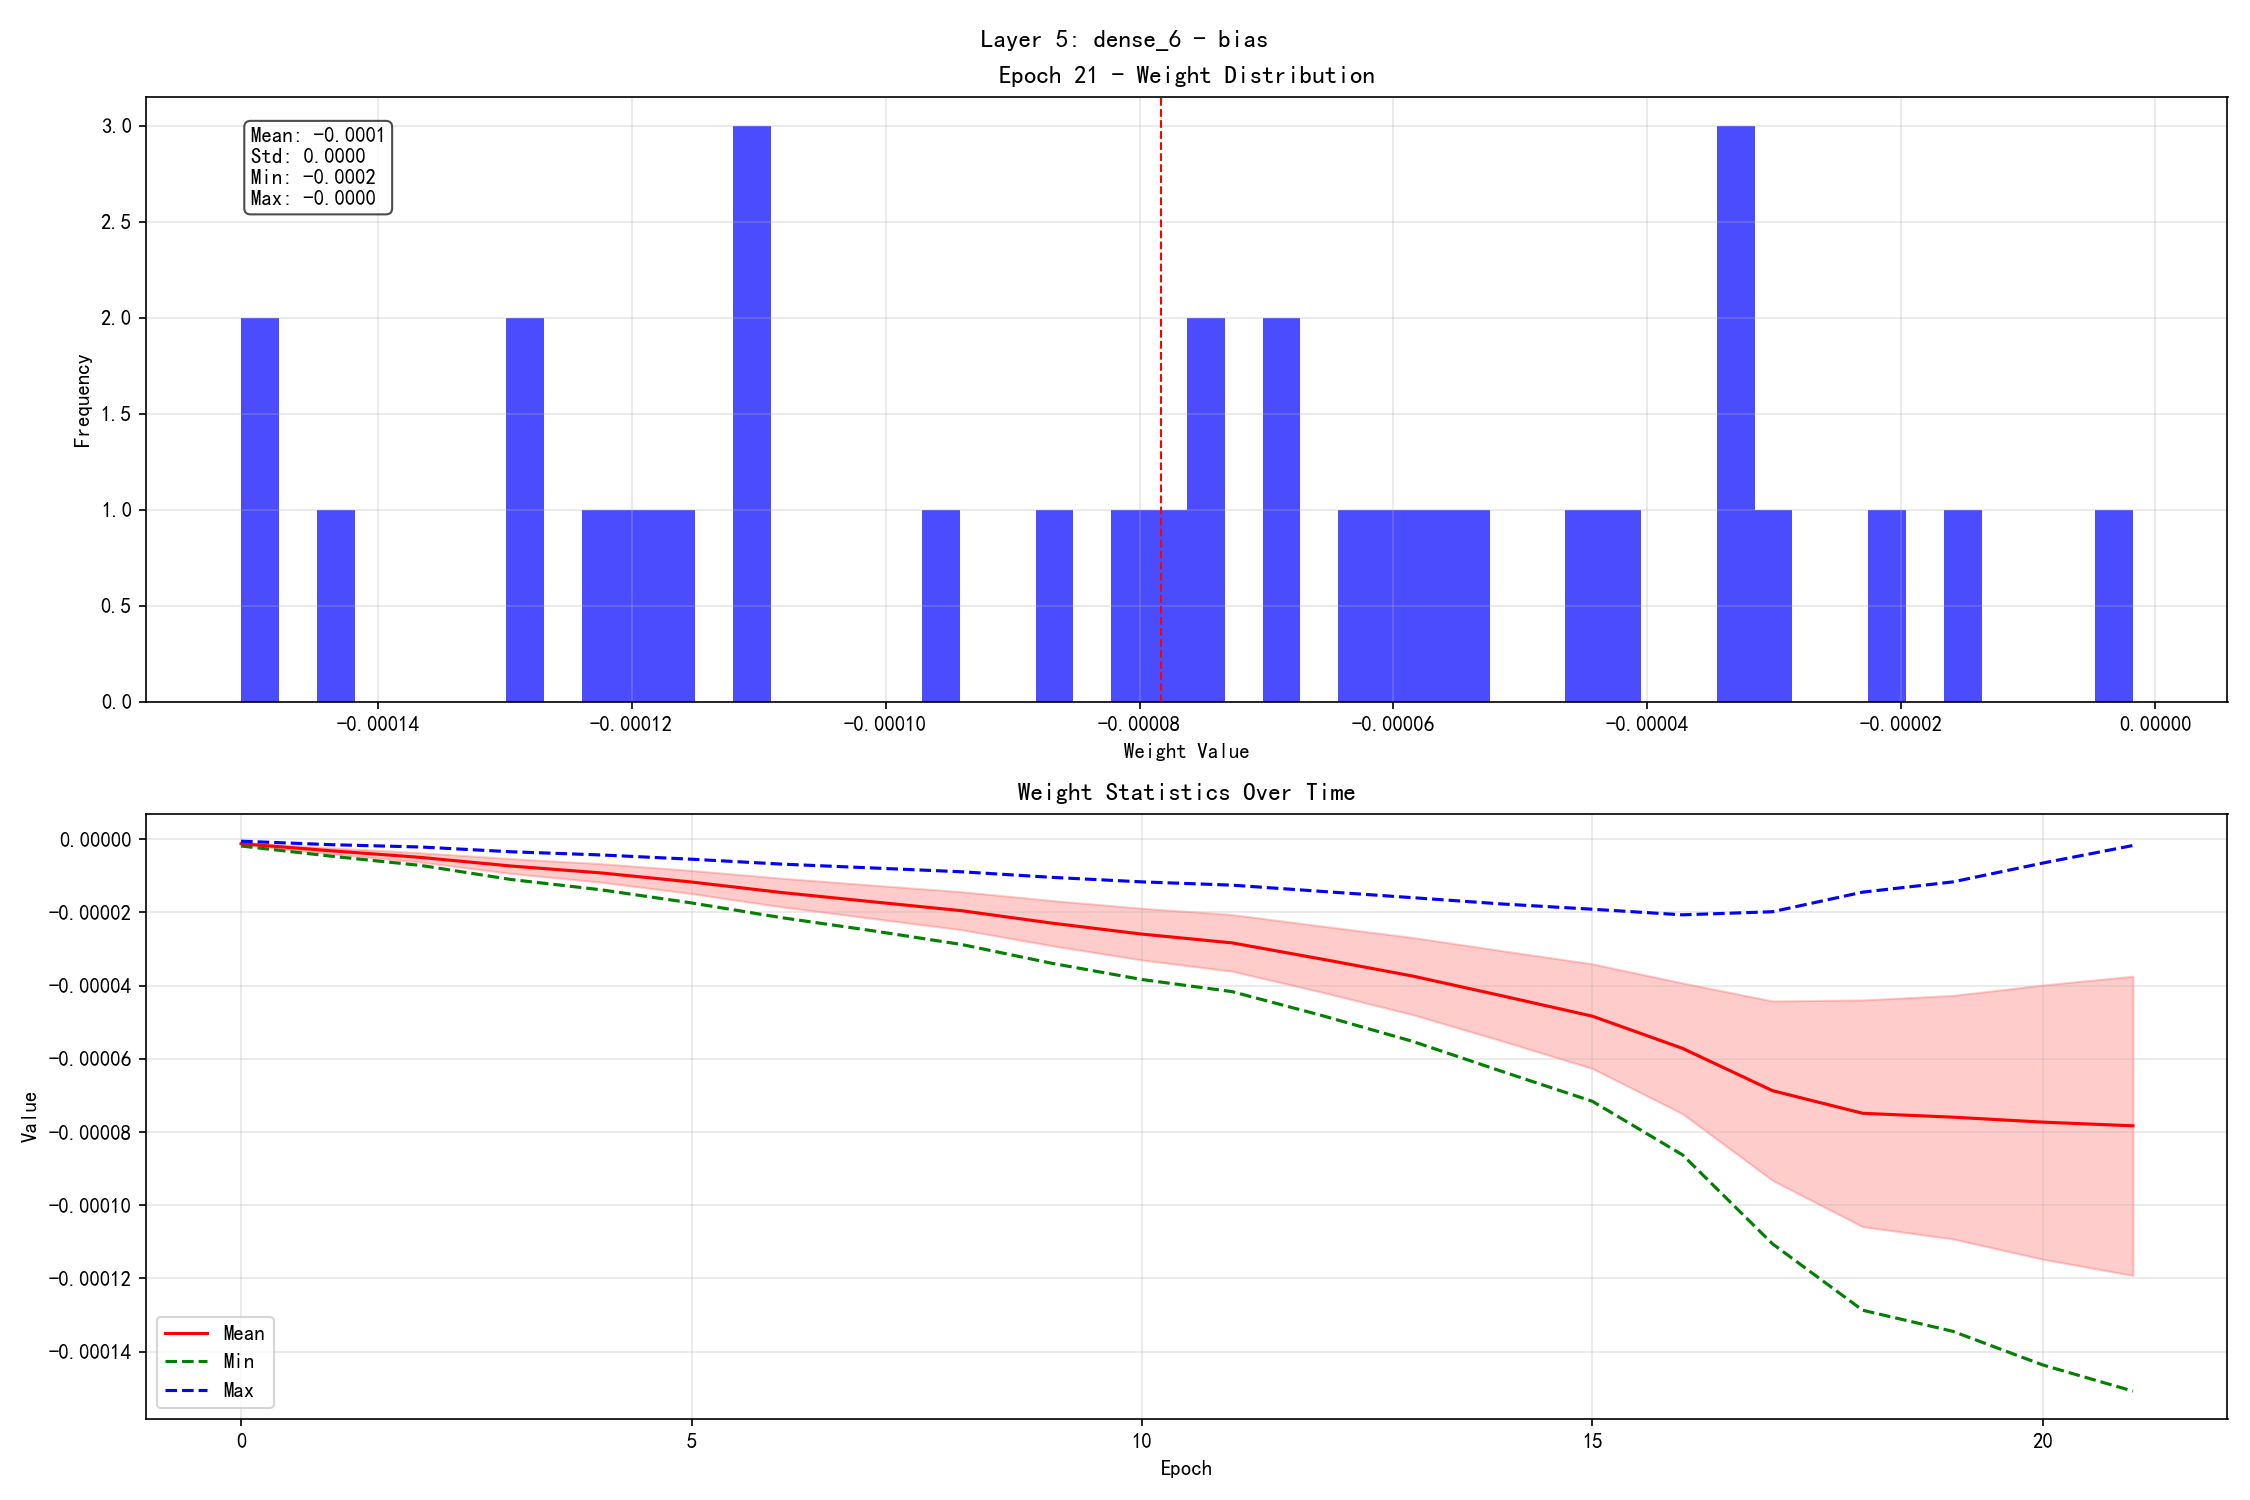 Layer 5: dense_6 - bias
Epoch 21 - Weight Distribution
Mean: -0.0001
Std: 0.0000
Min: -0.0002
Max: -0.0000
3.0
2.5
2.0
1.5
1.0
0.5
0.0
Frequency
-0.00014 -0.00012 -0.00010 -0.00008 -0.00006 -0.00004 -0.00002 0.00000
Weight Value
Weight Statistics Over Time
0.00000
-0.00002
-0.00004
-0.00006
-0.00008
-0.00010
-0.00012
-0.00014
Value
Mean
Min
Max
0 5 10 15 20
Epoch